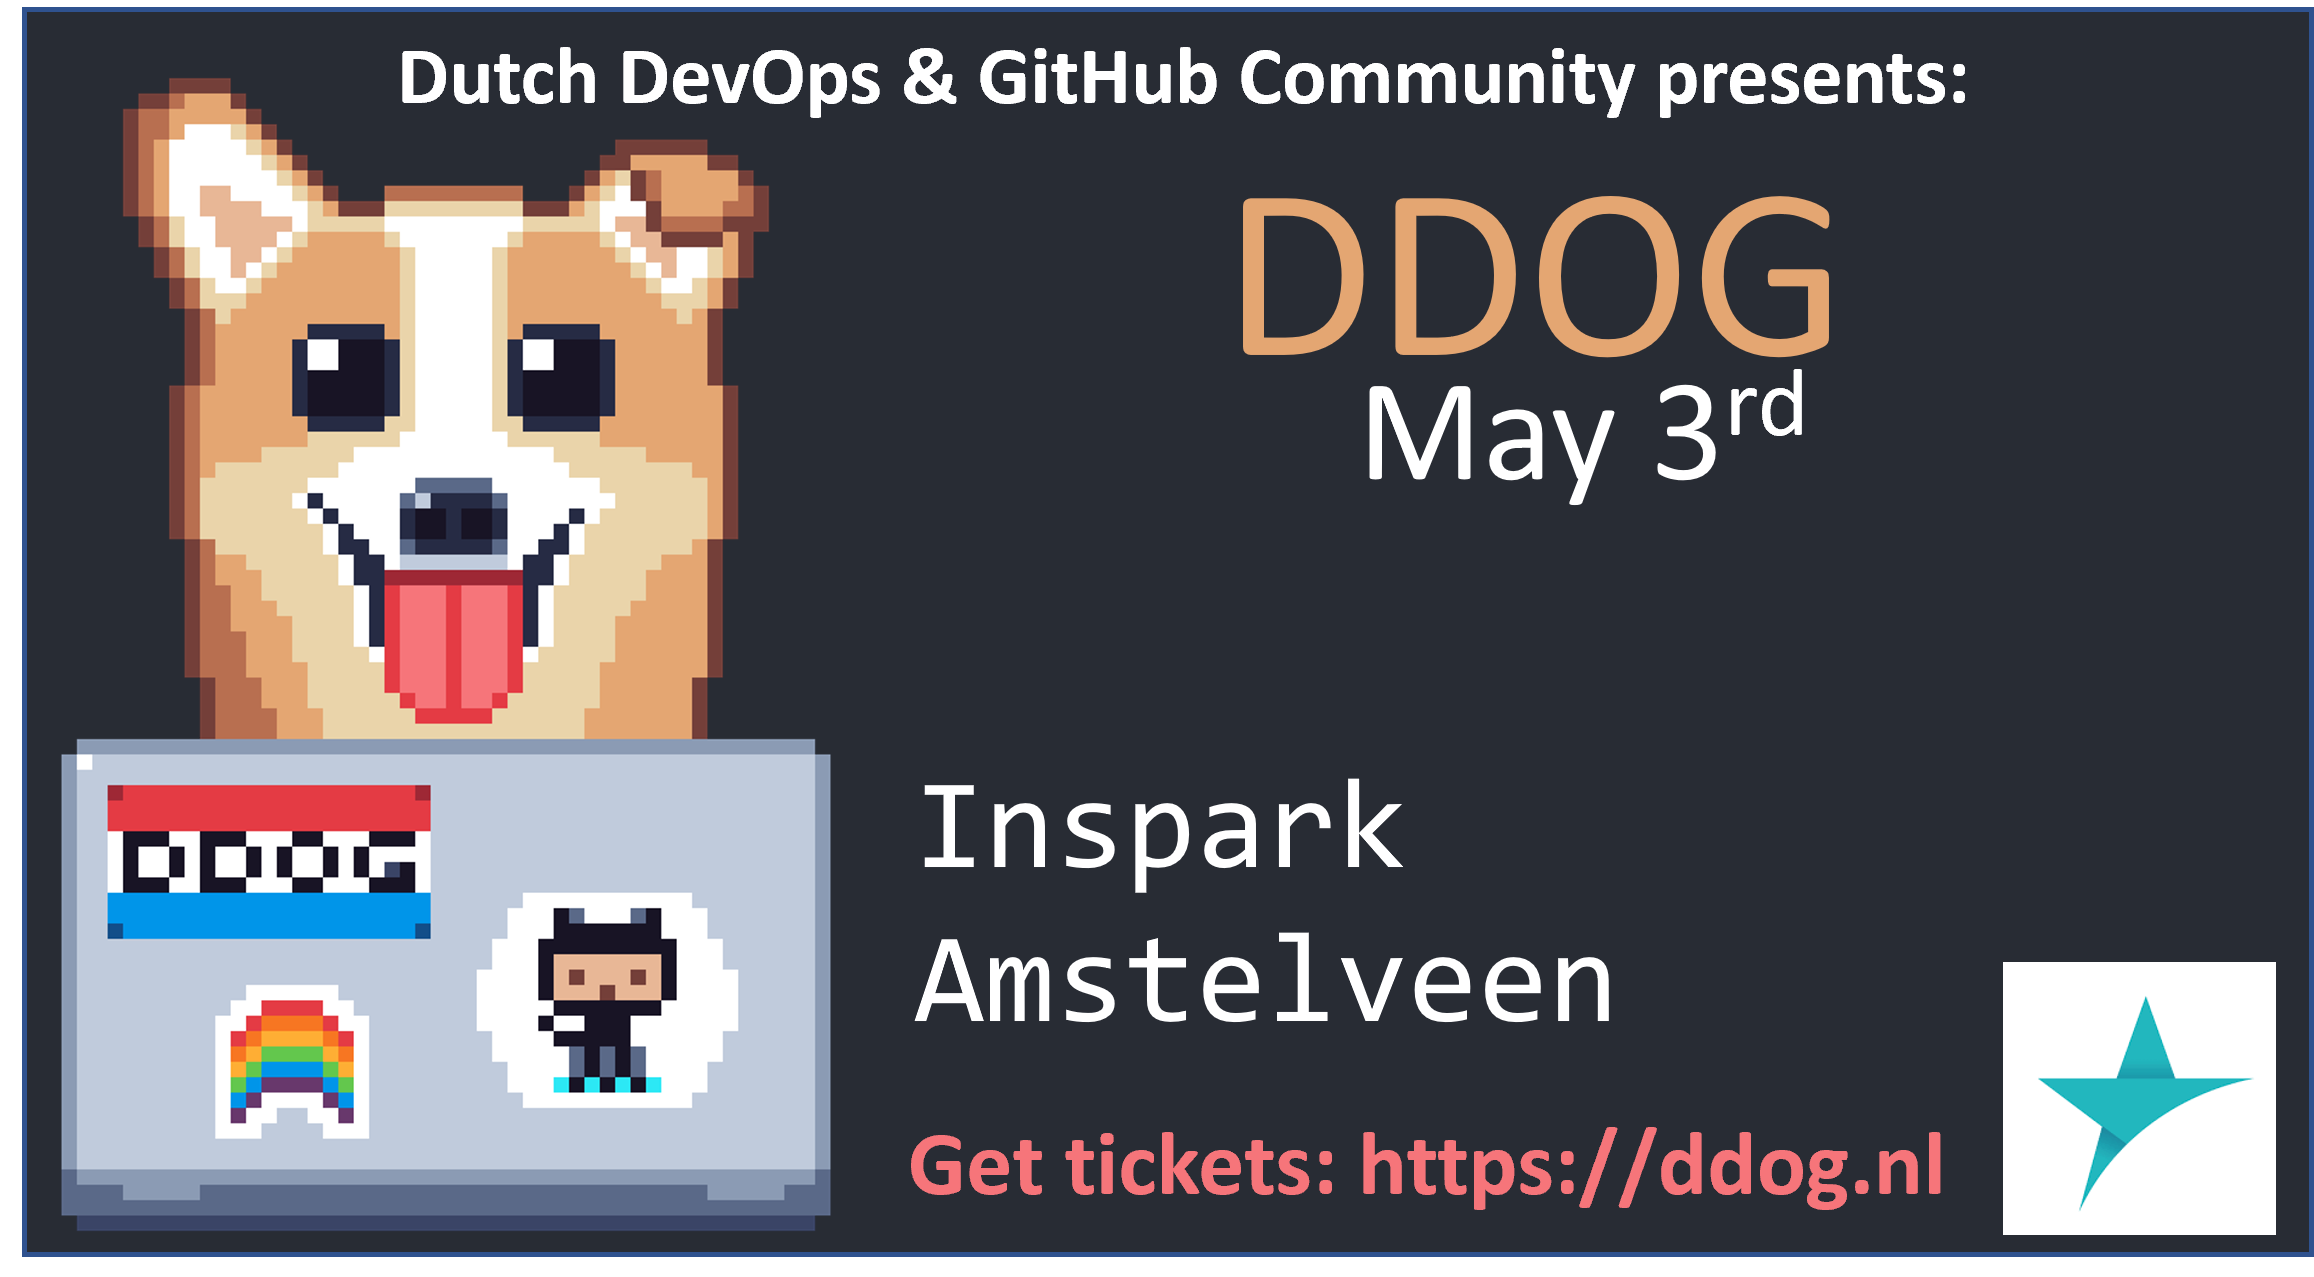 Dutch DevOps & GitHub Community presents:
DDOG
May 3rd
DDOG
Inspark
Amstelveen
Get tickets: https://ddog.nl